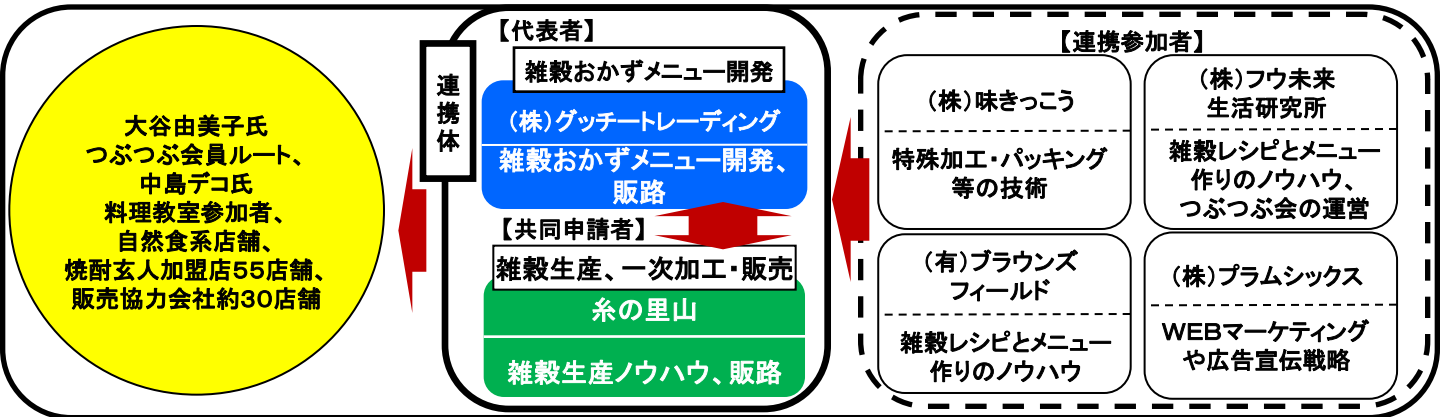 大谷由美子氏
つぶつぶ会員ルート、
中島デコ氏
料理教室参加者、
自然食系店舗、
焼酎玄人加盟店５５店舗、
販売協力会社約３０店舗
連携体
【代表者】
雑穀おかずメニュー開発
（株）グッチートレーディング
雑穀おかずメニュー開発、
販路
【共同申請者】
雑穀生産、一次加工・販売
糸の里山
雑穀生産ノウハウ、販路
【連携参加者】
（株）味きっこう
特殊加工・パッキング
等の技術
（株）フウ未来
生活研究所
雑穀レシピとメニュー
作りのノウハウ、
つぶつぶ会の運営
（有）ブラウンズ
フィールド
雑穀レシピとメニュー
作りのノウハウ
（株）プラムシックス
ＷＥＢマーケティング
や広告宣伝戦略